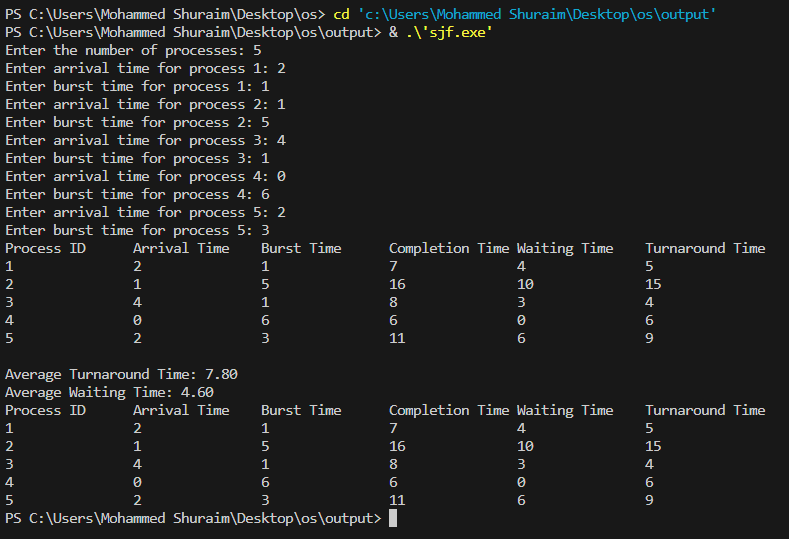 PS C:\Users\Mohammed Shuraim\Desktop\os> cd 'c:\Users\Mohammed Shuraim\Desktop\os\output'
PS C:\Users\Mohammed Shuraim\Desktop\os\output> & .\'sjf.exe'
Enter the number of processes: 5
Enter arrival time for process 1: 2
Enter burst time for process 1: 1
Enter arrival time for process 2: 1
Enter burst time for process 2: 5
Enter arrival time for process 3: 4
Enter burst time for process 3: 1
Enter arrival time for process 4: 0
Enter burst time for process 4: 6
Enter arrival time for process 5: 2
Enter burst time for process 5: 3
Process ID      Arrival Time    Burst Time      Completion Time Waiting Time    Turnaround Time
1               2               1               7               4               5
2               1               5               16              10              15
3               4               1               8               3               4
4               0               6               6               0               6
5               2               3               11              6               9

Average Turnaround Time: 7.80
Average Waiting Time: 4.60
Process ID      Arrival Time    Burst Time      Completion Time Waiting Time    Turnaround Time
1               2               1               7               4               5
2               1               5               16              10              15
3               4               1               8               3               4
4               0               6               6               0               6
5               2               3               11              6               9
PS C:\Users\Mohammed Shuraim\Desktop\os\output>